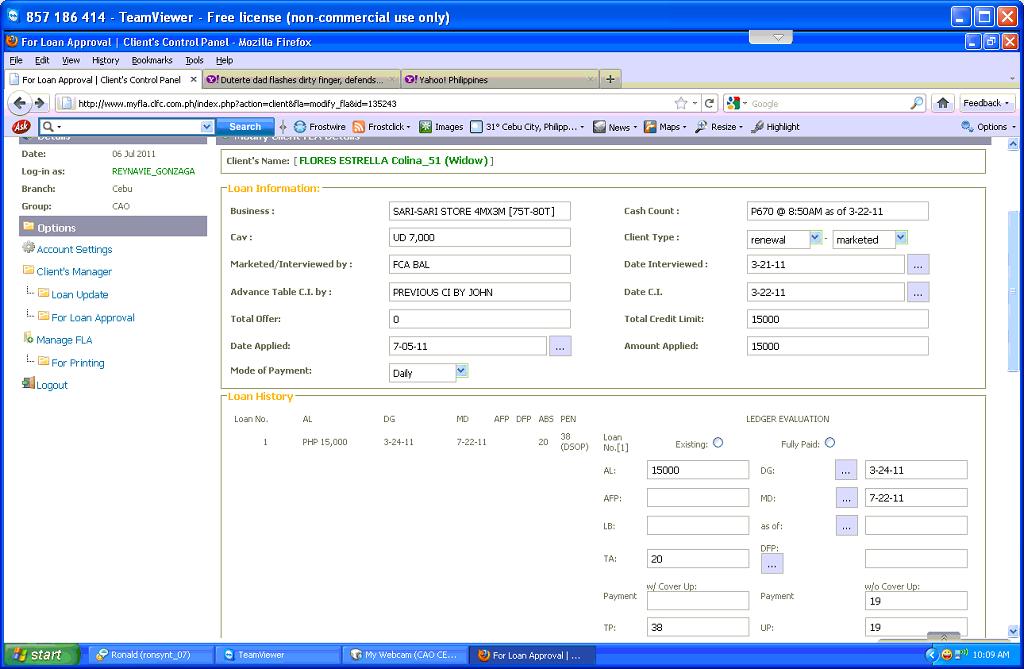 857 186 414 - TeamViewer - Free license (non-commercial use only)
For Loan Approval | Client's Control Panel - Mozilla Firefox
File Edit View History Bookmarks Tools Help
For Loan Approval | Client's Control Panel
Duterte dad flashes dirty finger, defends...
Yahoo! Philippines
http://www.myfla.clfc.com.ph/index.php?action=client&fla=modify_fla&id=135243
Google
Feedback
Ask Search Frostwire Frostclick Images 31° Cebu City, Philipp... News Maps Resize Highlight Options
Date: 06 Jul 2011
Log-in as: REYNAVIE_GONZAGA
Branch: Cebu
Group: CAO
Options
Account Settings
Client's Manager
Loan Update
For Loan Approval
Manage FLA
For Printing
Logout
Client's Name: [ FLORES ESTRELLA Colina_51 (Widow) ]
Loan Information:
Business : SARI-SARI STORE 4MX3M [75T-80T] Cash Count : P670 @ 8:50AM as of 3-22-11
Cav : UD 7,000 Client Type : renewal - marketed
Marketed/Interviewed by : FCA BAL Date Interviewed : 3-21-11 ...
Advance Table C.I. by : PREVIOUS CI BY JOHN Date C.I. 3-22-11 ...
Total Offer: 0 Total Credit Limit: 15000
Date Applied: 7-05-11 ... Amount Applied: 15000
Mode of Payment: Daily
Loan History
Loan No. AL DG MD AFP DFP ABS PEN LEDGER EVALUATION
1 PHP 15,000 3-24-11 7-22-11 20 38 (DSOP) Loan No.[1] Existing: Fully Paid:
AL: 15000 DG: ... 3-24-11
AFP: MD: ... 7-22-11
LB: as of: ...
TA: 20 DFP: ...
Payment w/ Cover Up: Payment w/o Cover Up: 19
TP: 38 UP: 19
start Ronald (ronsynt_07) TeamViewer My Webcam (CAO CE... For Loan Approval | ... 10:09 AM